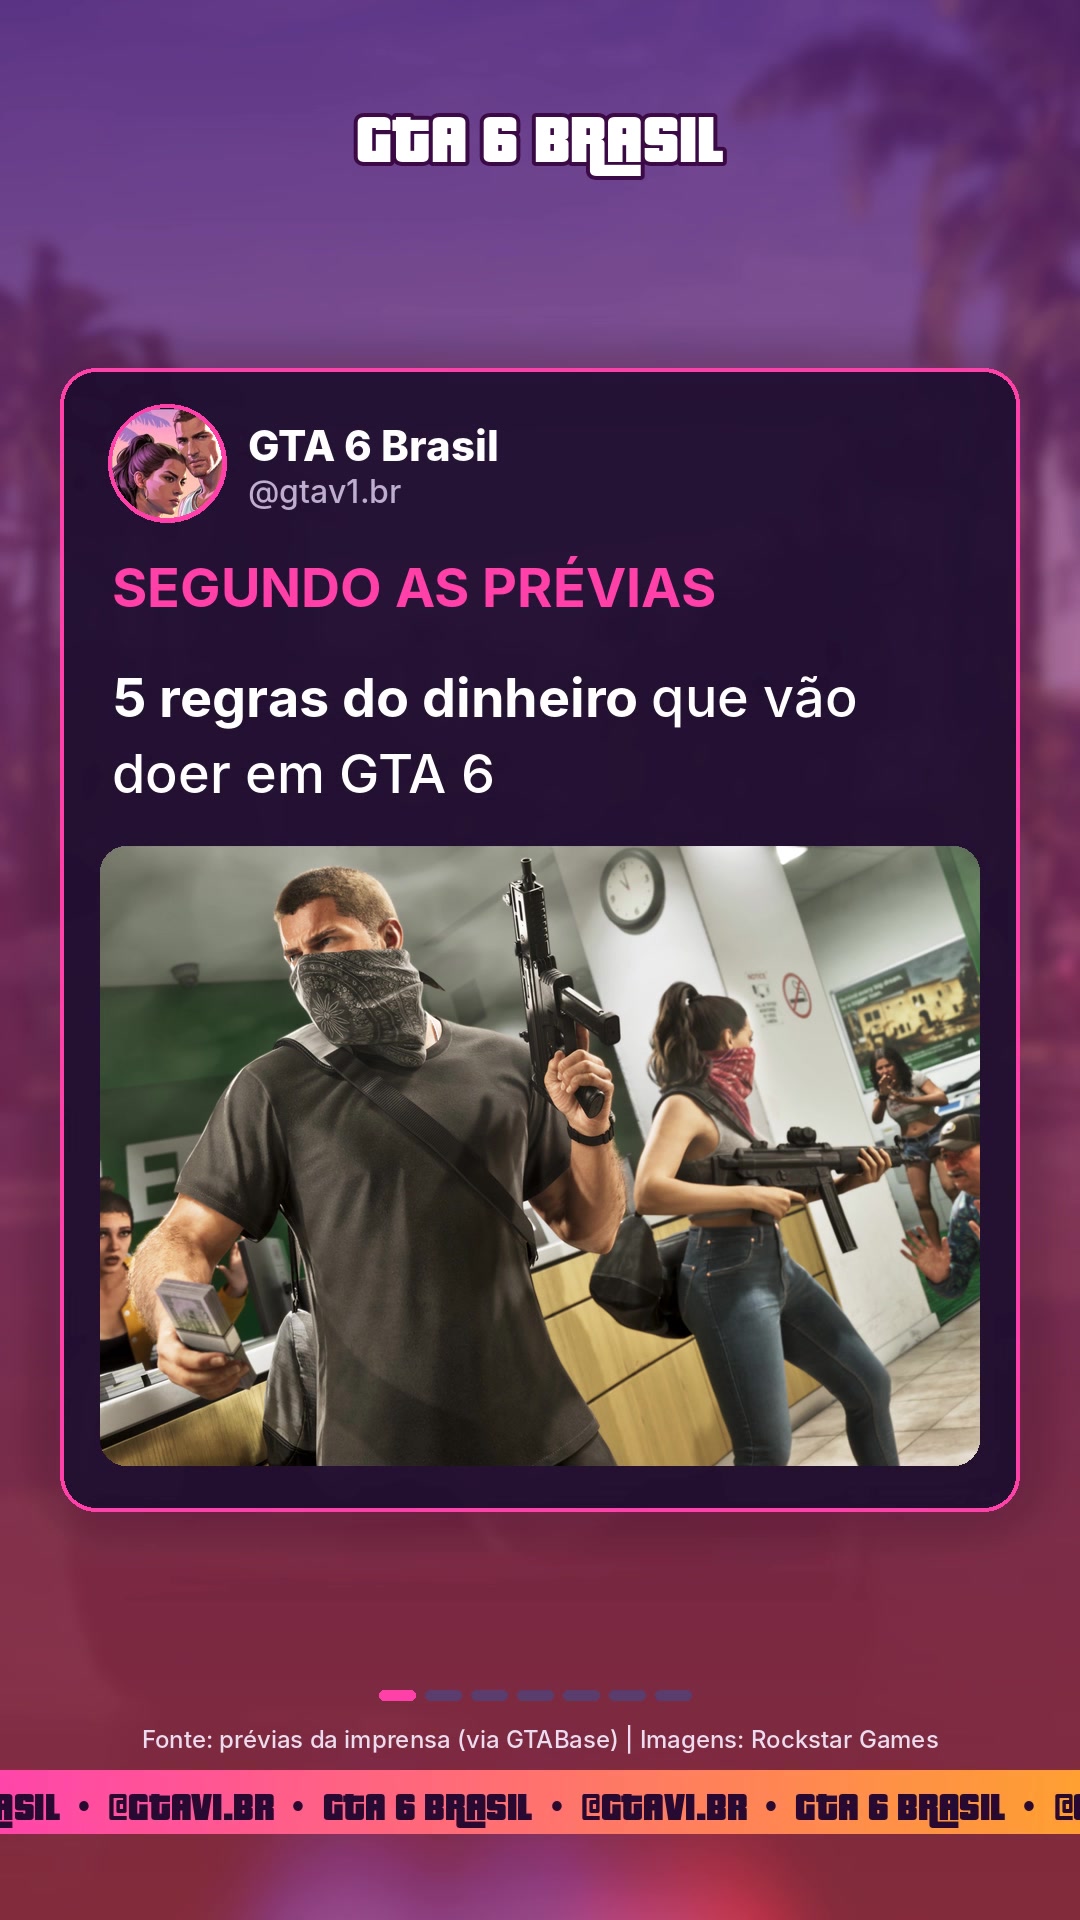 GTA 6 BRASIL
GTA 6 Brasil
@gtav1.br
SEGUNDO AS PRÉVIAS
5 regras do dinheiro que vão
doer em GTA 6
NOTICE
E
Fonte: prévias da imprensa (via GTABase) | Imagens: Rockstar Games
ASIL • @GTAVI.BR • GTA 6 BRASIL • @GTAVI.BR • GTA 6 BRASIL • @